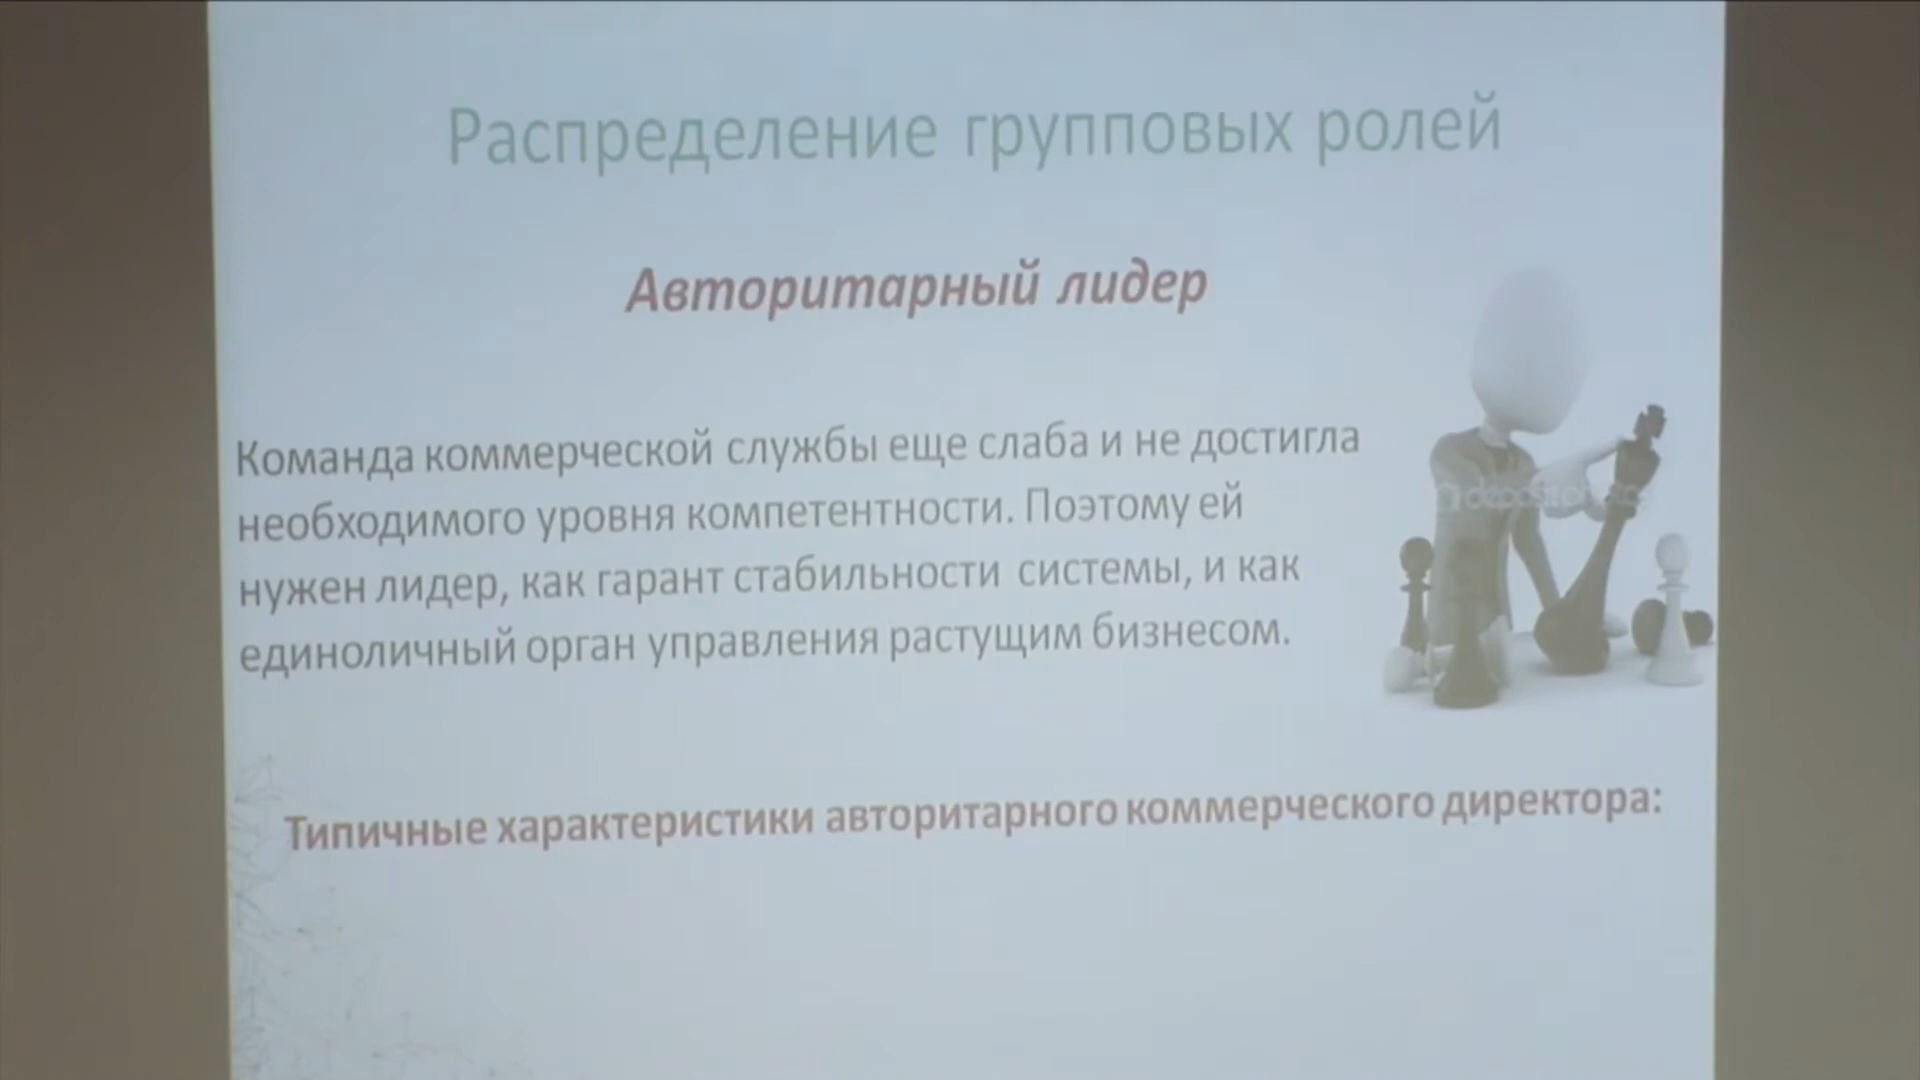 Распределение групповых ролей
Авторитарный лидер
Команда коммерческой службы еще слаба и не достигла
необходимого уровня компетентности. Поэтому ей
нужен лидер, как гарант стабильности системы, и как
единоличный орган управления растущим бизнесом.
Типичные характеристики авторитарного коммерческого директора: